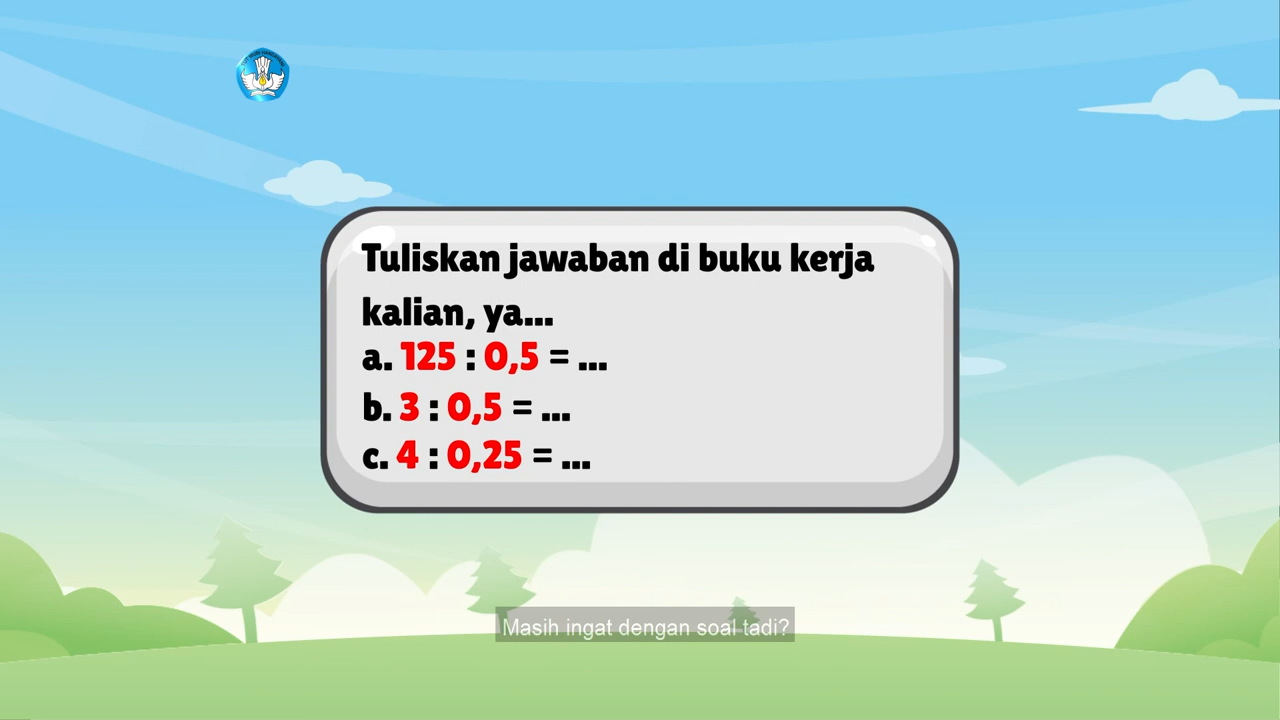 Tuliskan jawaban di buku kerja
kalian, ya...
a. 125 : 0,5 = ...
b. 3 : 0,5 = ...
c. 4 : 0,25 = ...
Masih ingat dengan soal tadi?